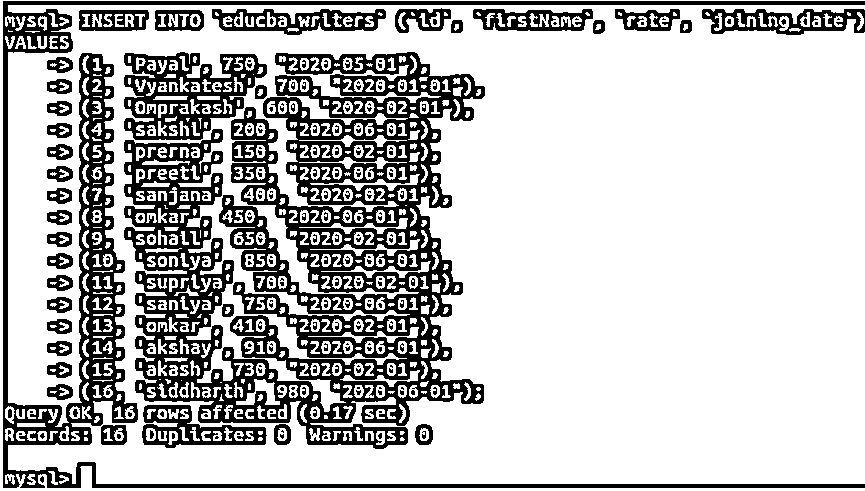 mysql> INSERT INTO `educba_writers` (`id`, `firstName`, `rate`, `joining_date`)
VALUES
-> (1, 'Payal', 750, "2020-05-01"),
-> (2, 'Vyankatesh', 700, "2020-01-01"),
-> (3, 'Omprakash', 600, "2020-02-01"),
-> (4, 'sakshi', 200, "2020-06-01"),
-> (5, 'prerna', 150, "2020-02-01"),
-> (6, 'preeti', 350, "2020-06-01"),
-> (7, 'sanjana', 400, "2020-02-01"),
-> (8, 'omkar', 450, "2020-06-01"),
-> (9, 'sohail', 650, "2020-02-01"),
-> (10, 'soniya', 850, "2020-06-01"),
-> (11, 'supriya', 700, "2020-02-01"),
-> (12, 'saniya', 750, "2020-06-01"),
-> (13, 'omkar', 410, "2020-02-01"),
-> (14, 'akshay', 910, "2020-06-01"),
-> (15, 'akash', 730, "2020-02-01"),
-> (16, 'siddharth', 980, "2020-06-01");
Query OK, 16 rows affected (0.17 sec)
Records: 16  Duplicates: 0  Warnings: 0
mysql>